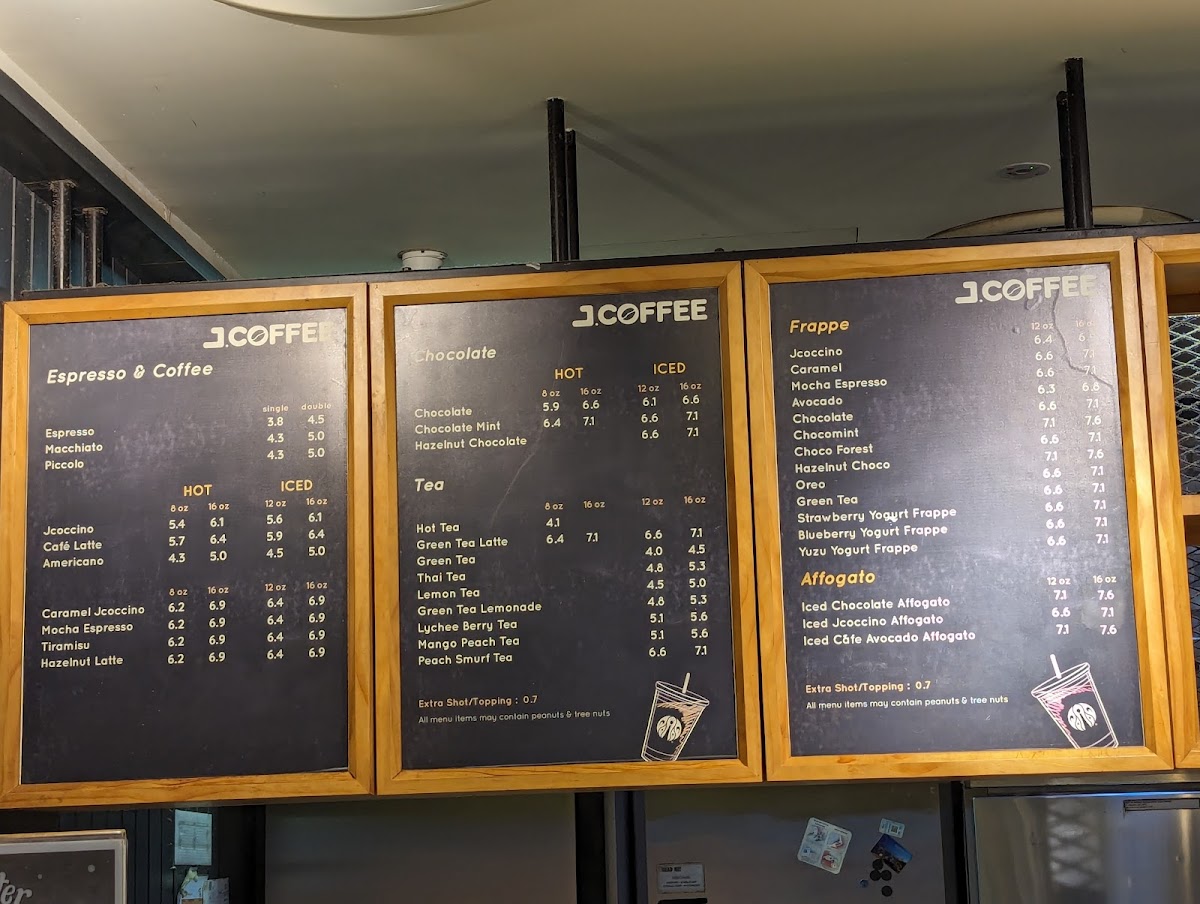 J.COFFEE
Espresso & Coffee
single double
Espresso 3.8 4.5
Macchiato 4.3 5.0
Piccolo 4.3 5.0
HOT ICED
8 oz 16 oz 12 oz 16 oz
Jcoccino 5.4 6.1 5.6 6.1
Café Latte 5.7 6.4 5.9 6.4
Americano 4.3 5.0 4.5 5.0
8 oz 16 oz 12 oz 16 oz
Caramel Jcoccino 6.2 6.9 6.4 6.9
Mocha Espresso 6.2 6.9 6.4 6.9
Tiramisu 6.2 6.9 6.4 6.9
Hazelnut Latte 6.2 6.9 6.4 6.9
J.COFFEE
Chocolate
HOT ICED
8 oz 16 oz 12 oz 16 oz
Chocolate 5.9 6.6 6.1 6.6
Chocolate Mint 6.4 7.1 6.6 7.1
Hazelnut Chocolate 6.6 7.1
Tea
8 oz 16 oz 12 oz 16 oz
Hot Tea 4.1
Green Tea Latte 6.4 7.1 6.6 7.1
Green Tea 4.0 4.5
Thai Tea 4.8 5.3
Lemon Tea 4.5 5.0
Green Tea Lemonade 4.8 5.3
Lychee Berry Tea 5.1 5.6
Mango Peach Tea 5.1 5.6
Peach Smurf Tea 6.6 7.1
Extra Shot/Topping : 0.7
All menu items may contain peanuts & tree nuts
J.COFFEE
Frappe
12 oz 16 oz
Jcoccino 6.4
Caramel 6.6 7.1
Mocha Espresso 6.6 7.1
Avocado 6.3 6.8
Chocolate 6.6 7.1
Chocomint 7.1 7.6
Choco Forest 6.6 7.1
Hazelnut Choco 7.1 7.6
Oreo 6.6 7.1
Green Tea 6.6 7.1
Strawberry Yogurt Frappe 6.6 7.1
Blueberry Yogurt Frappe 6.6 7.1
Yuzu Yogurt Frappe 6.6 7.1
Affogato
12 oz 16 oz
Iced Chocolate Affogato 7.1 7.6
Iced Jcoccino Affogato 6.6 7.1
Iced Cafe Avocado Affogato 7.1 7.6
Extra Shot/Topping : 0.7
All menu items may contain peanuts & tree nuts